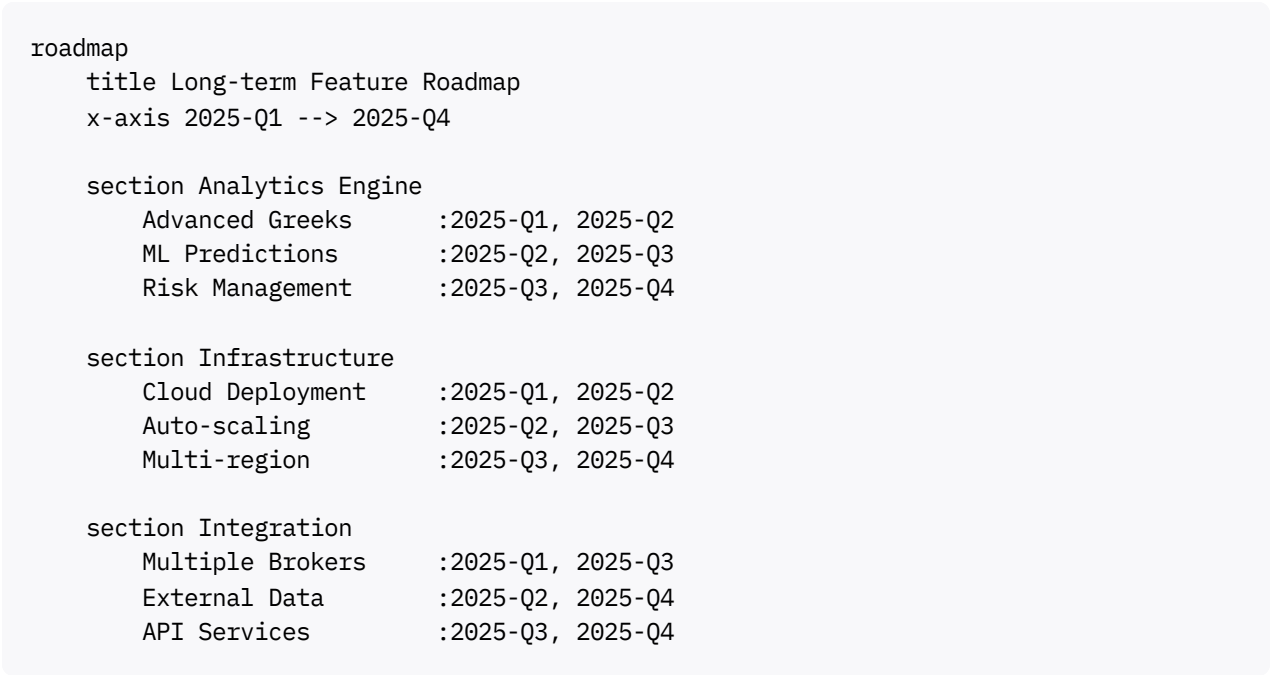 roadmap
    title Long-term Feature Roadmap
    x-axis 2025-Q1 --> 2025-Q4

    section Analytics Engine
        Advanced Greeks      :2025-Q1, 2025-Q2
        ML Predictions       :2025-Q2, 2025-Q3
        Risk Management      :2025-Q3, 2025-Q4

    section Infrastructure
        Cloud Deployment     :2025-Q1, 2025-Q2
        Auto-scaling         :2025-Q2, 2025-Q3
        Multi-region         :2025-Q3, 2025-Q4

    section Integration
        Multiple Brokers     :2025-Q1, 2025-Q3
        External Data        :2025-Q2, 2025-Q4
        API Services         :2025-Q3, 2025-Q4